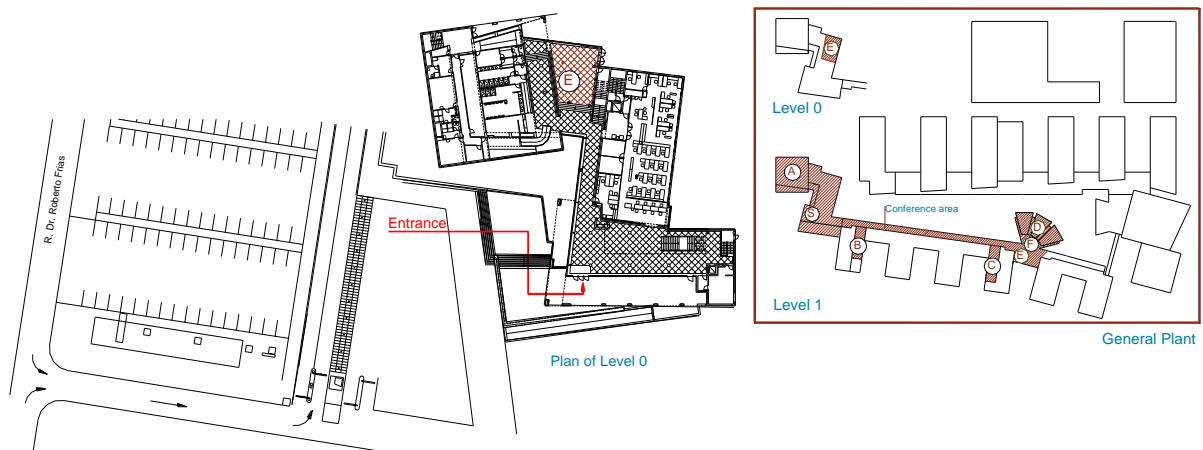 R. Dr. Roberto Frias
Entrance
E
Plan of Level 0
E
Level 0
A
S
Conference area
B
C
D
F
E
Level 1
General Plant